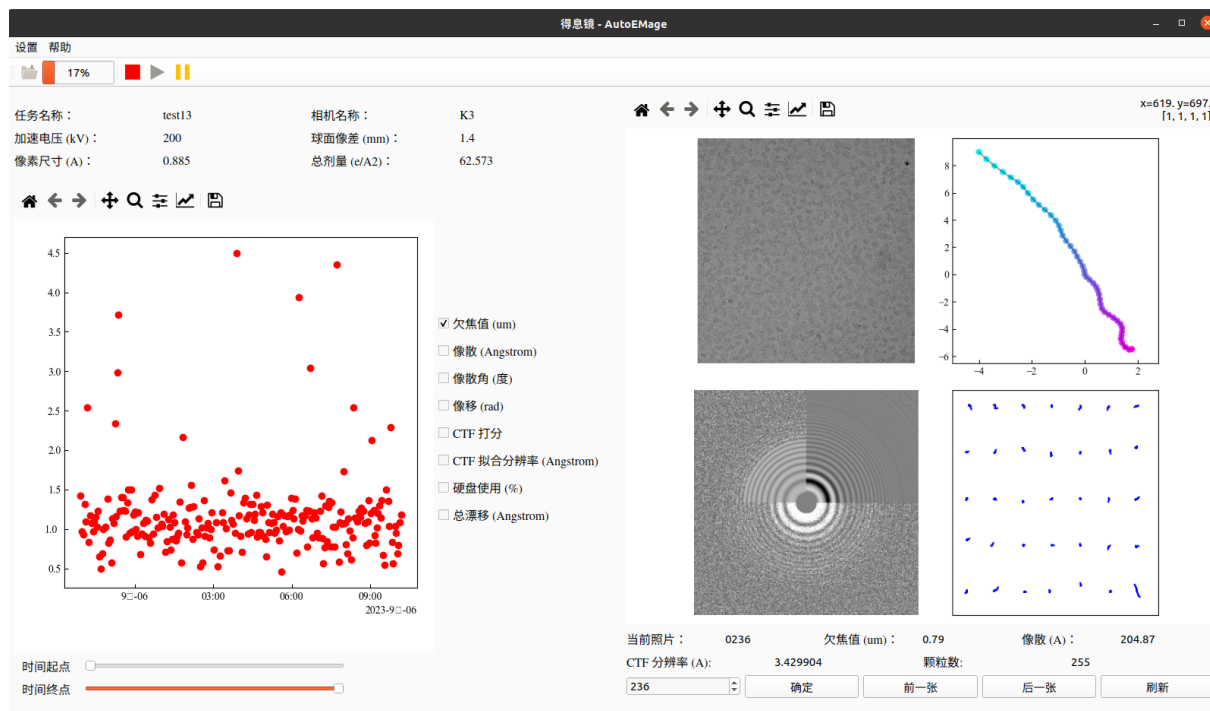 得息镜 - AutoEMage
设置 帮助
17%
任务名称： test13 相机名称： K3
加速电压 (kV)： 200 球面像差 (mm)： 1.4
像素尺寸 (A)： 0.885 总剂量 (e/A2)： 62.573
x=619. y=697.
[1, 1, 1, 1]
4.5
4.0
3.5
3.0
2.5
2.0
1.5
1.0
0.5
9□-06 03:00 06:00 09:00
2023-9□-06
欠焦值 (um)
像散 (Angstrom)
像散角 (度)
像移 (rad)
CTF 打分
CTF 拟合分辨率 (Angstrom)
硬盘使用 (%)
总漂移 (Angstrom)
时间起点
时间终点
8
6
4
2
0
−2
−4
−6
−4 −2 0 2
当前照片： 0236 欠焦值 (um)： 0.79 像散 (A)： 204.87
CTF 分辨率 (A): 3.429904 颗粒数: 255
236 确定 前一张 后一张 刷新